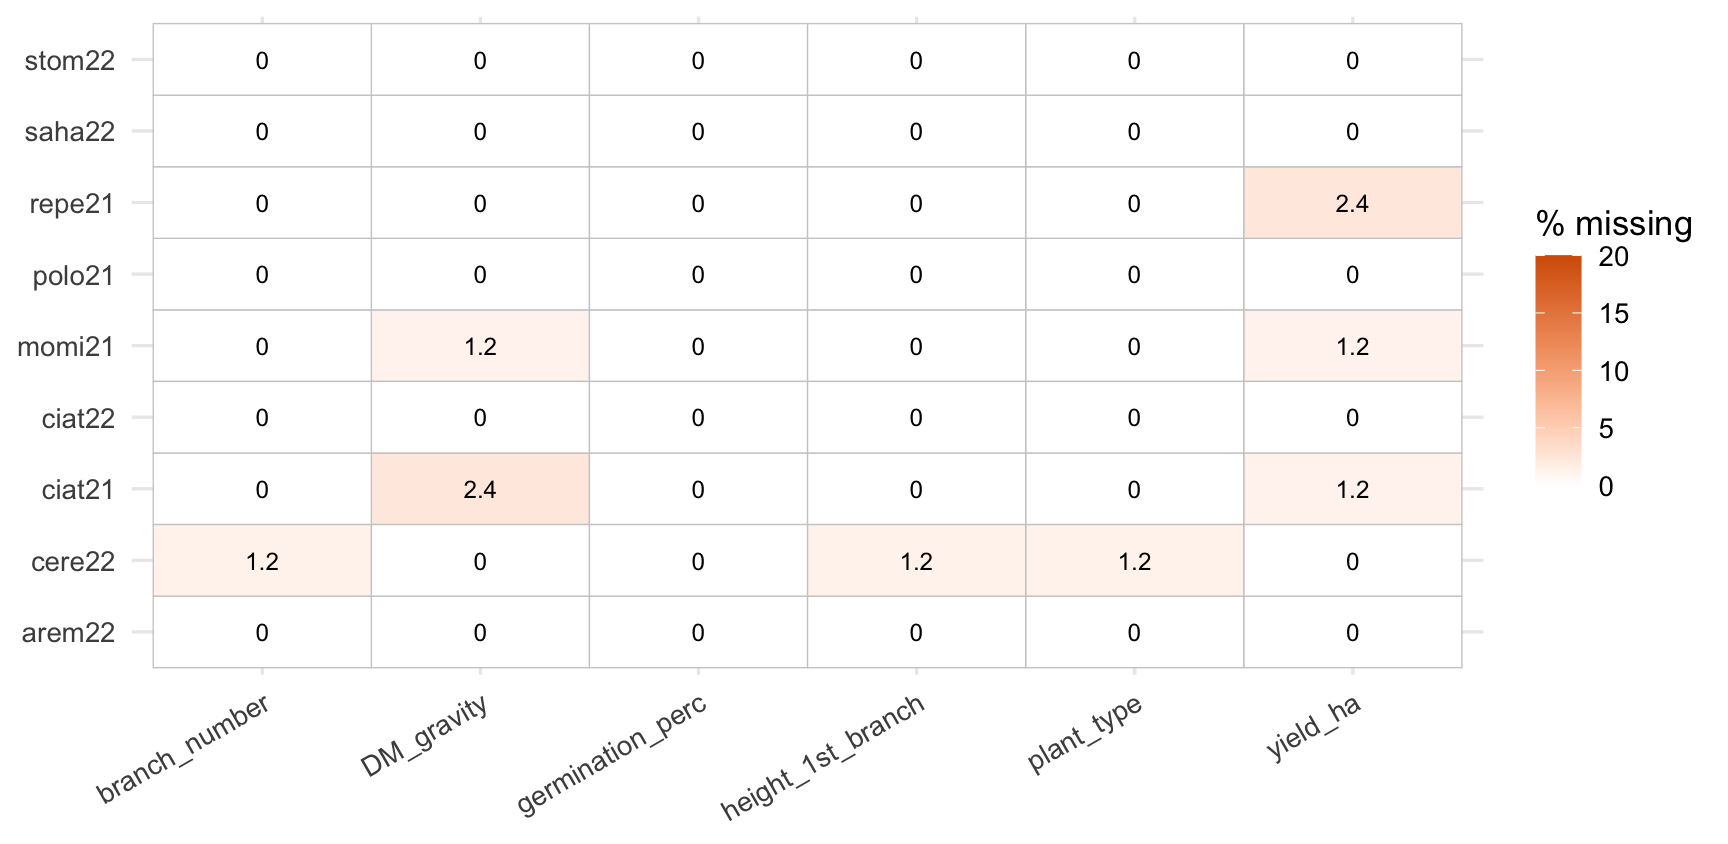 stom22 0 0 0 0 0 0
saha22 0 0 0 0 0 0
repe21 0 0 0 0 0 2.4
polo21 0 0 0 0 0 0
momi21 0 1.2 0 0 0 1.2
ciat22 0 0 0 0 0 0
ciat21 0 2.4 0 0 0 1.2
cere22 1.2 0 0 1.2 1.2 0
arem22 0 0 0 0 0 0
branch_number
DM_gravity
germination_perc
height_1st_branch
plant_type
yield_ha
% missing
20
15
10
5
0